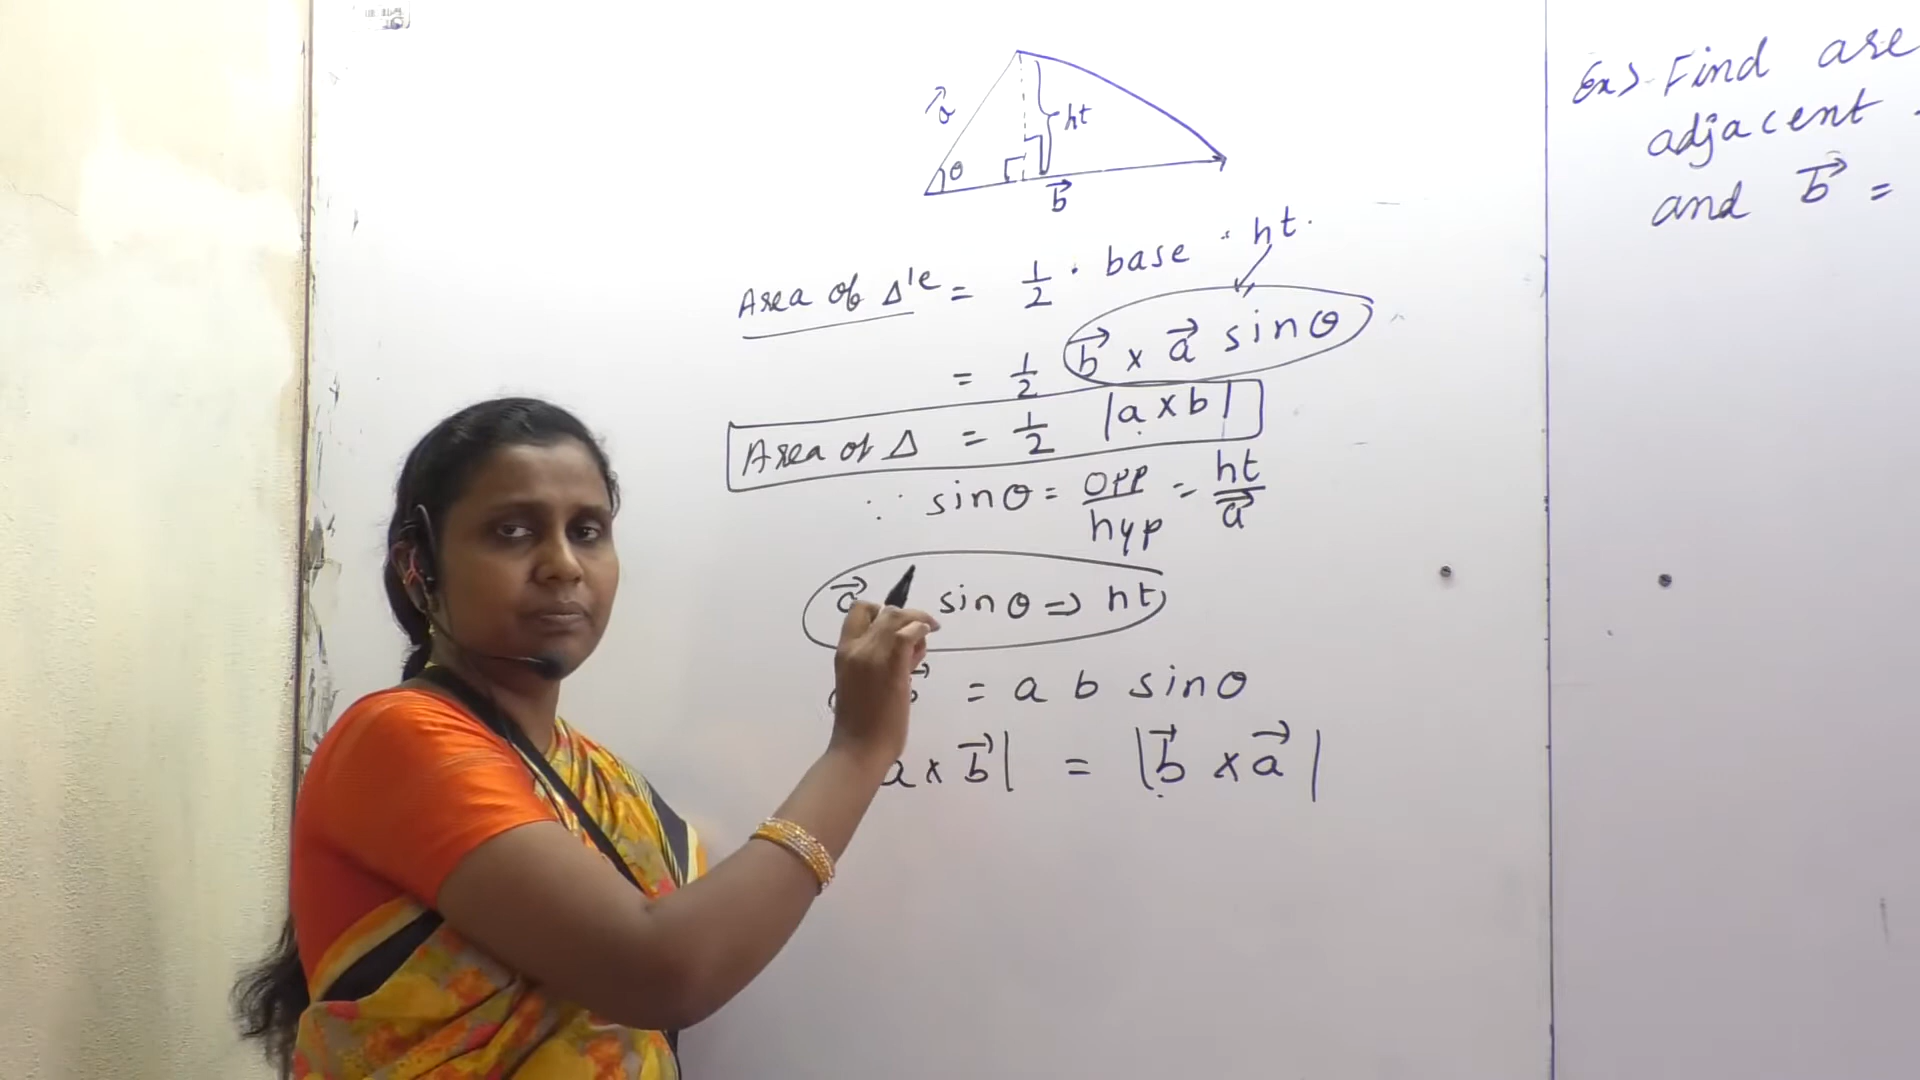 a⃗
ht
θ
b⃗
Area of Δ'e = 1/2 · base · ht.
= 1/2 b⃗ × a⃗ sinθ
Area of Δ = 1/2 |a × b|
∵ sinθ = opp/hyp = ht/a⃗
a⃗ sinθ ⇒ ht
= a b sinθ
a × b⃗| = |b⃗ × a⃗|
Ex> Find are
adjacent
and b⃗ =